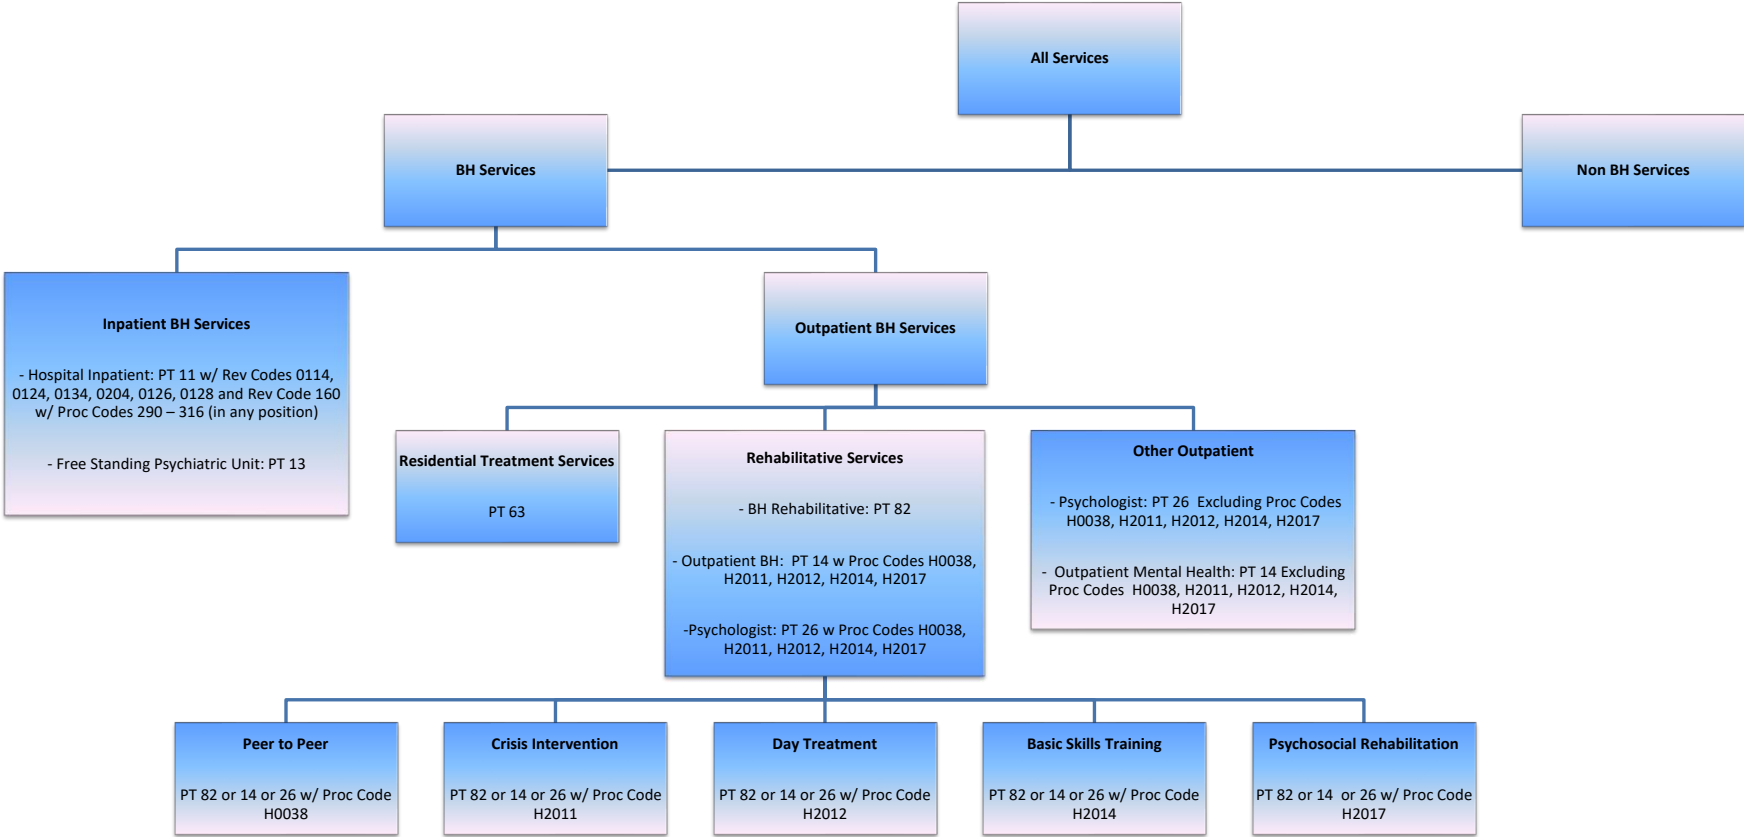 All Services
BH Services
Non BH Services
Inpatient BH Services
- Hospital Inpatient: PT 11 w/ Rev Codes 0114,
0124, 0134, 0204, 0126, 0128 and Rev Code 160
w/ Proc Codes 290 – 316 (in any position)
- Free Standing Psychiatric Unit: PT 13
Outpatient BH Services
Residential Treatment Services
PT 63
Rehabilitative Services
- BH Rehabilitative: PT 82
- Outpatient BH: PT 14 w Proc Codes H0038,
H2011, H2012, H2014, H2017
-Psychologist: PT 26 w Proc Codes H0038,
H2011, H2012, H2014, H2017
Other Outpatient
- Psychologist: PT 26 Excluding Proc Codes
H0038, H2011, H2012, H2014, H2017
- Outpatient Mental Health: PT 14 Excluding
Proc Codes H0038, H2011, H2012, H2014,
H2017
Peer to Peer
PT 82 or 14 or 26 w/ Proc Code
H0038
Crisis Intervention
PT 82 or 14 or 26 w/ Proc Code
H2011
Day Treatment
PT 82 or 14 or 26 w/ Proc Code
H2012
Basic Skills Training
PT 82 or 14 or 26 w/ Proc Code
H2014
Psychosocial Rehabilitation
PT 82 or 14 or 26 w/ Proc Code
H2017